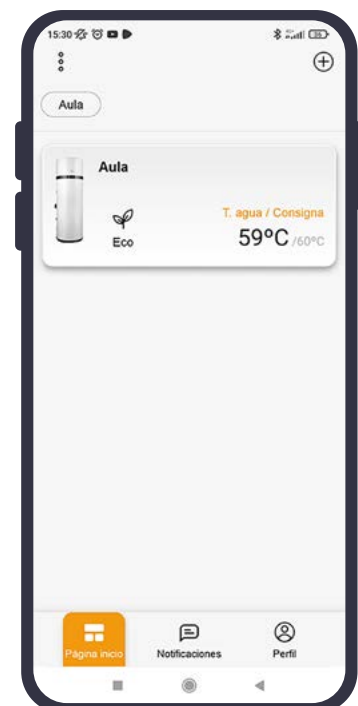 15:30
Aula
Aula
Eco
T. agua / Consigna
59ºC /60ºC
Página inicio
Notificaciones
Perfil